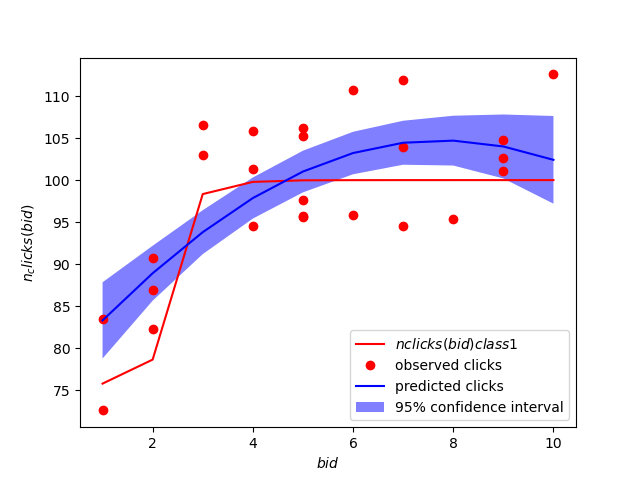 110
105
100
95
90
85
80
75
n_clicks(bid)
nclicks(bid)class1
observed clicks
predicted clicks
95% confidence interval
2 4 6 8 10
bid